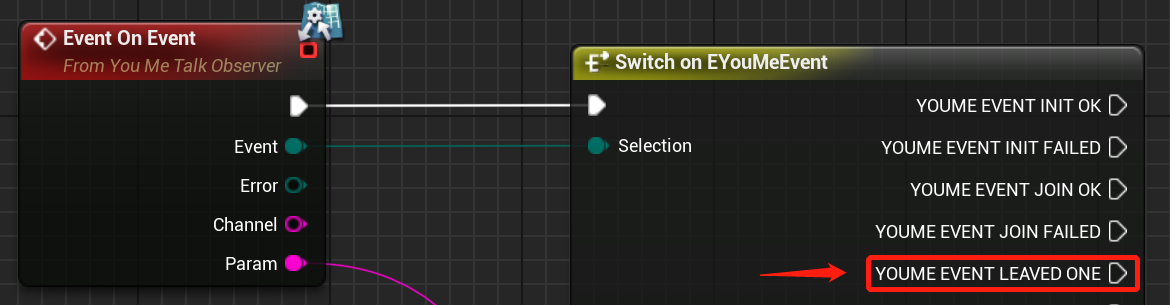 Event On Event
From You Me Talk Observer
Event
Error
Channel
Param
Switch on EYouMeEvent
Selection
YOUME EVENT INIT OK
YOUME EVENT INIT FAILED
YOUME EVENT JOIN OK
YOUME EVENT JOIN FAILED
YOUME EVENT LEAVED ONE